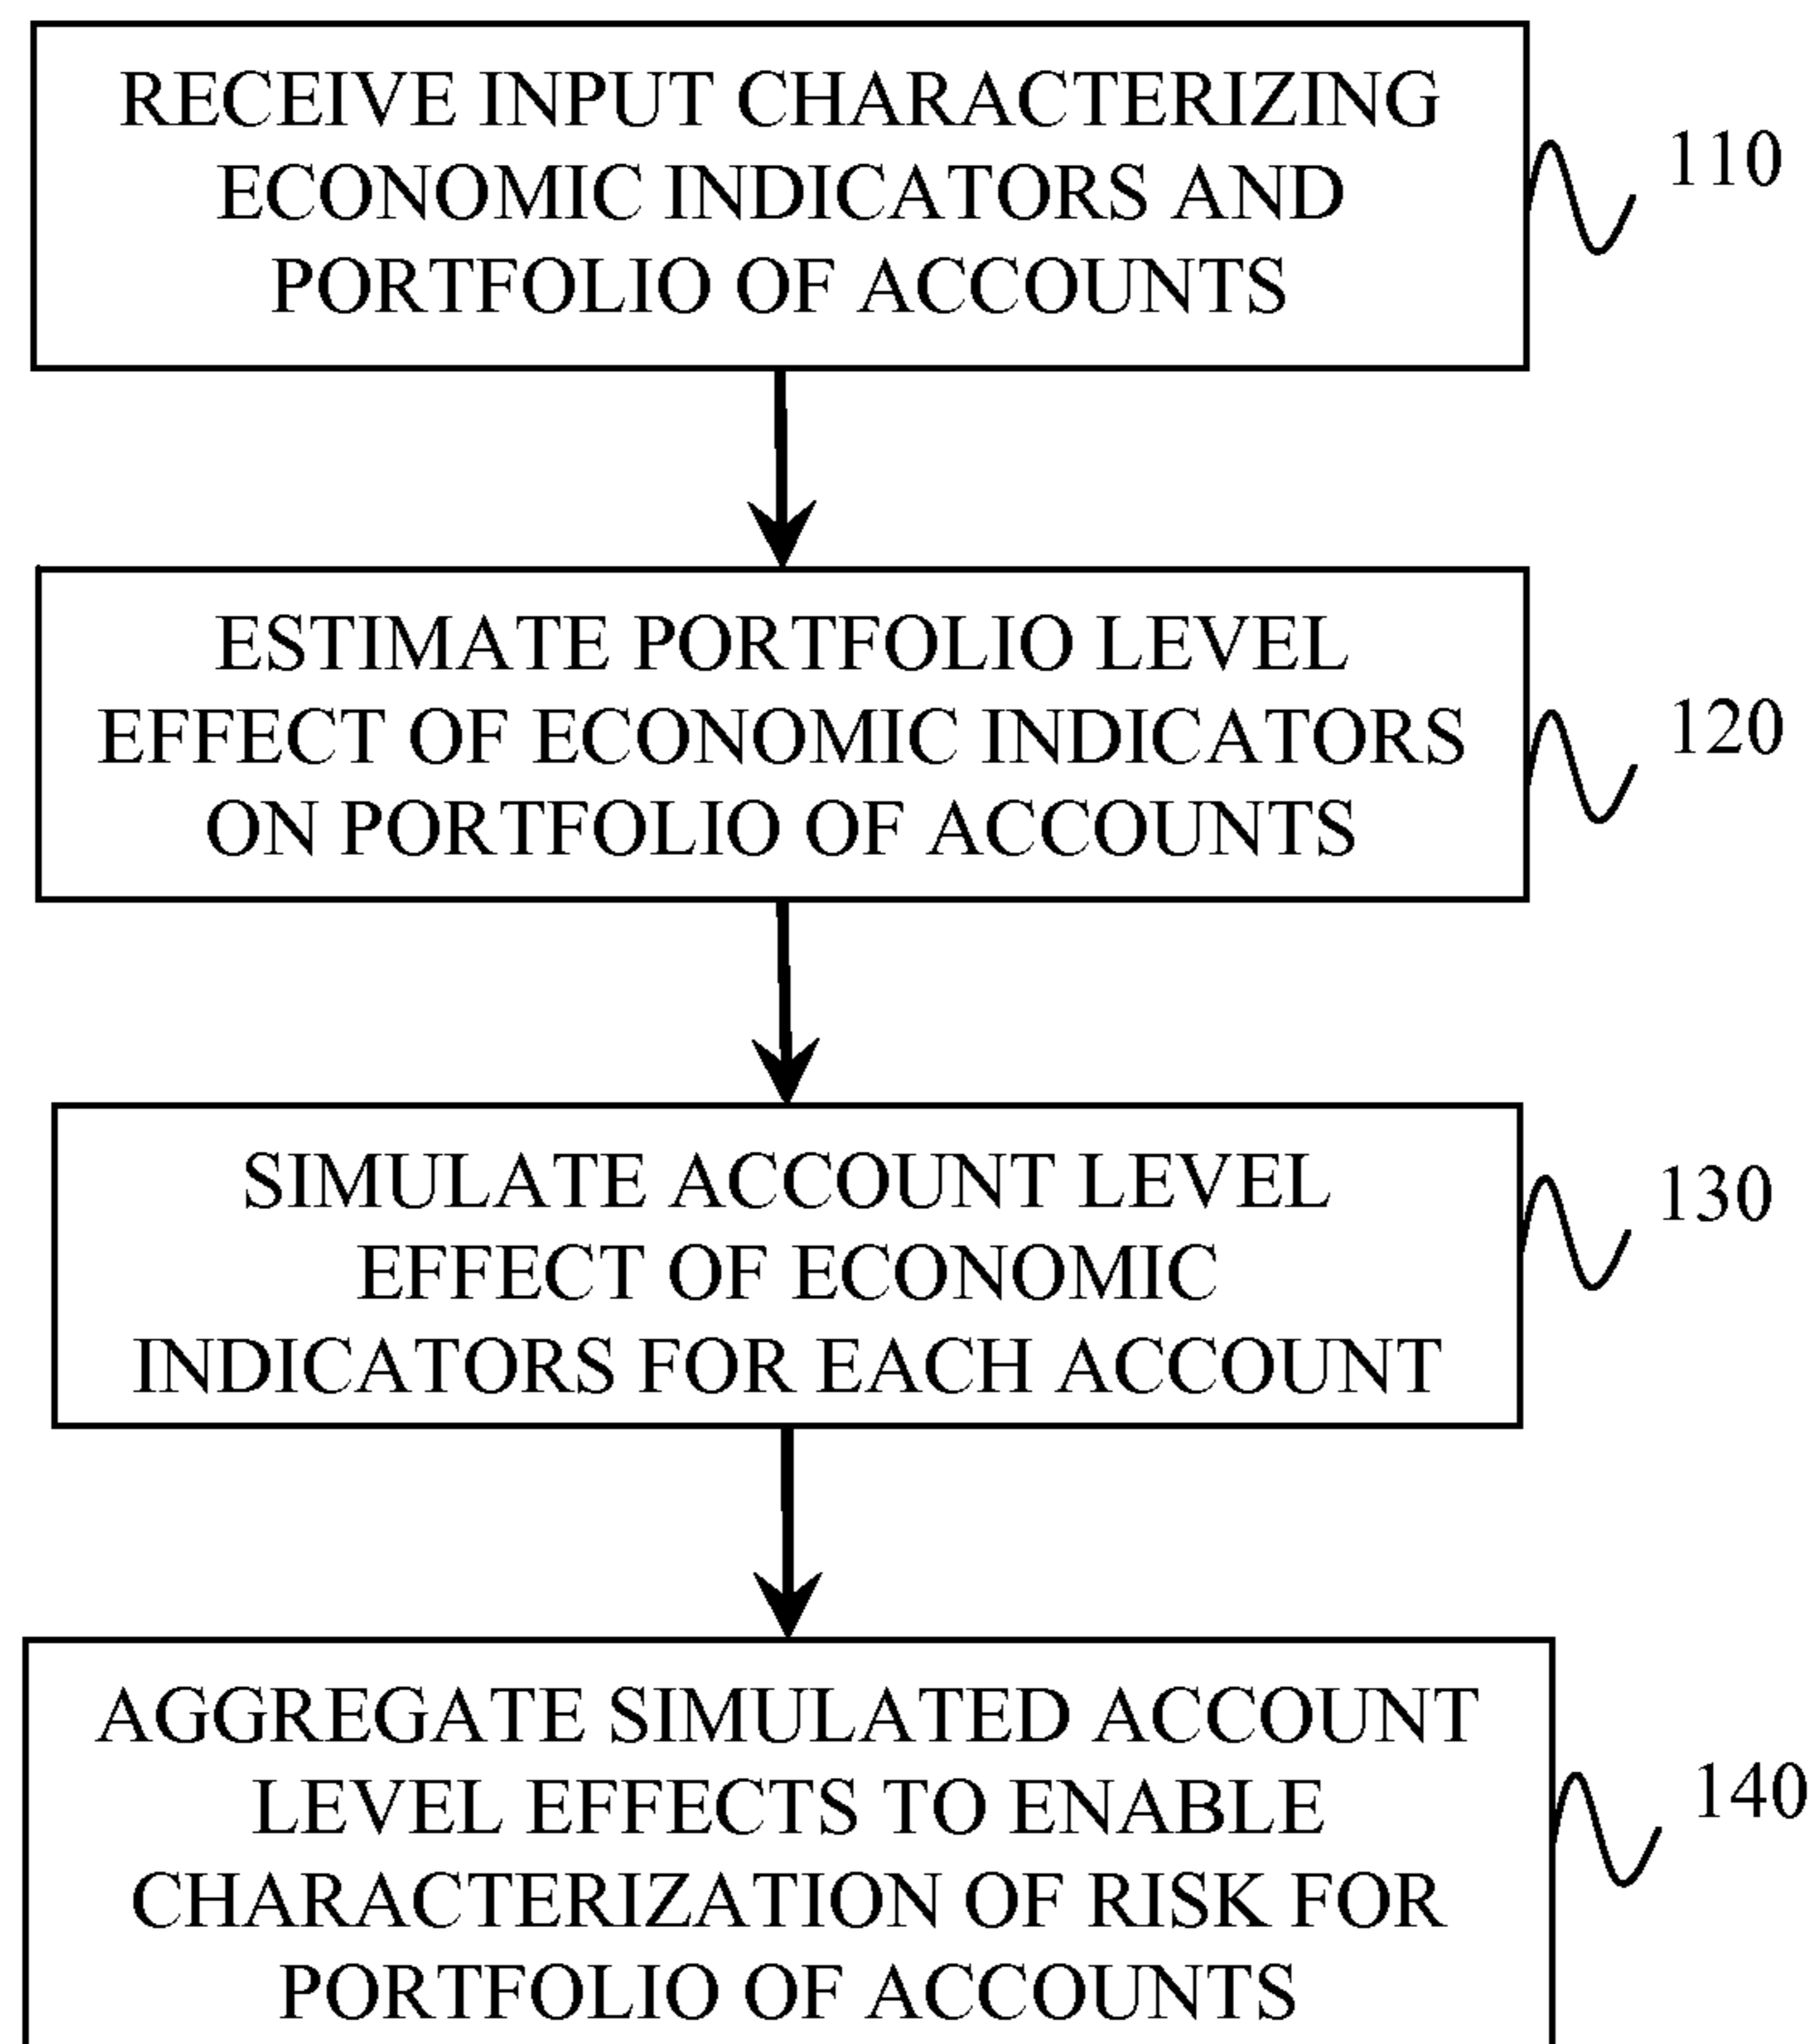 RECEIVE INPUT CHARACTERIZING
ECONOMIC INDICATORS AND
PORTFOLIO OF ACCOUNTS
110
ESTIMATE PORTFOLIO LEVEL
EFFECT OF ECONOMIC INDICATORS
ON PORTFOLIO OF ACCOUNTS
120
SIMULATE ACCOUNT LEVEL
EFFECT OF ECONOMIC
INDICATORS FOR EACH ACCOUNT
130
AGGREGATE SIMULATED ACCOUNT
LEVEL EFFECTS TO ENABLE
CHARACTERIZATION OF RISK FOR
PORTFOLIO OF ACCOUNTS
140